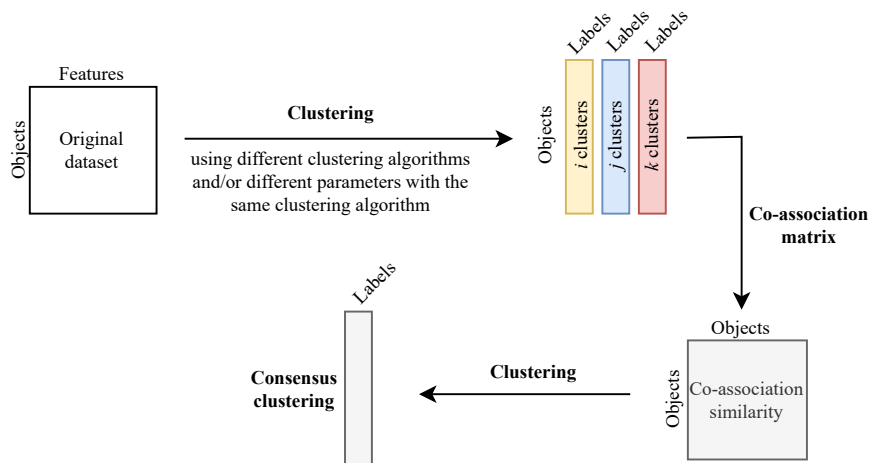 Features
Objects
Original
dataset
Clustering
using different clustering algorithms
and/or different parameters with the
same clustering algorithm
Objects
Labels
Labels
Labels
i clusters
j clusters
k clusters
Co-association
matrix
Objects
Objects
Co-association
similarity
Clustering
Labels
Consensus
clustering